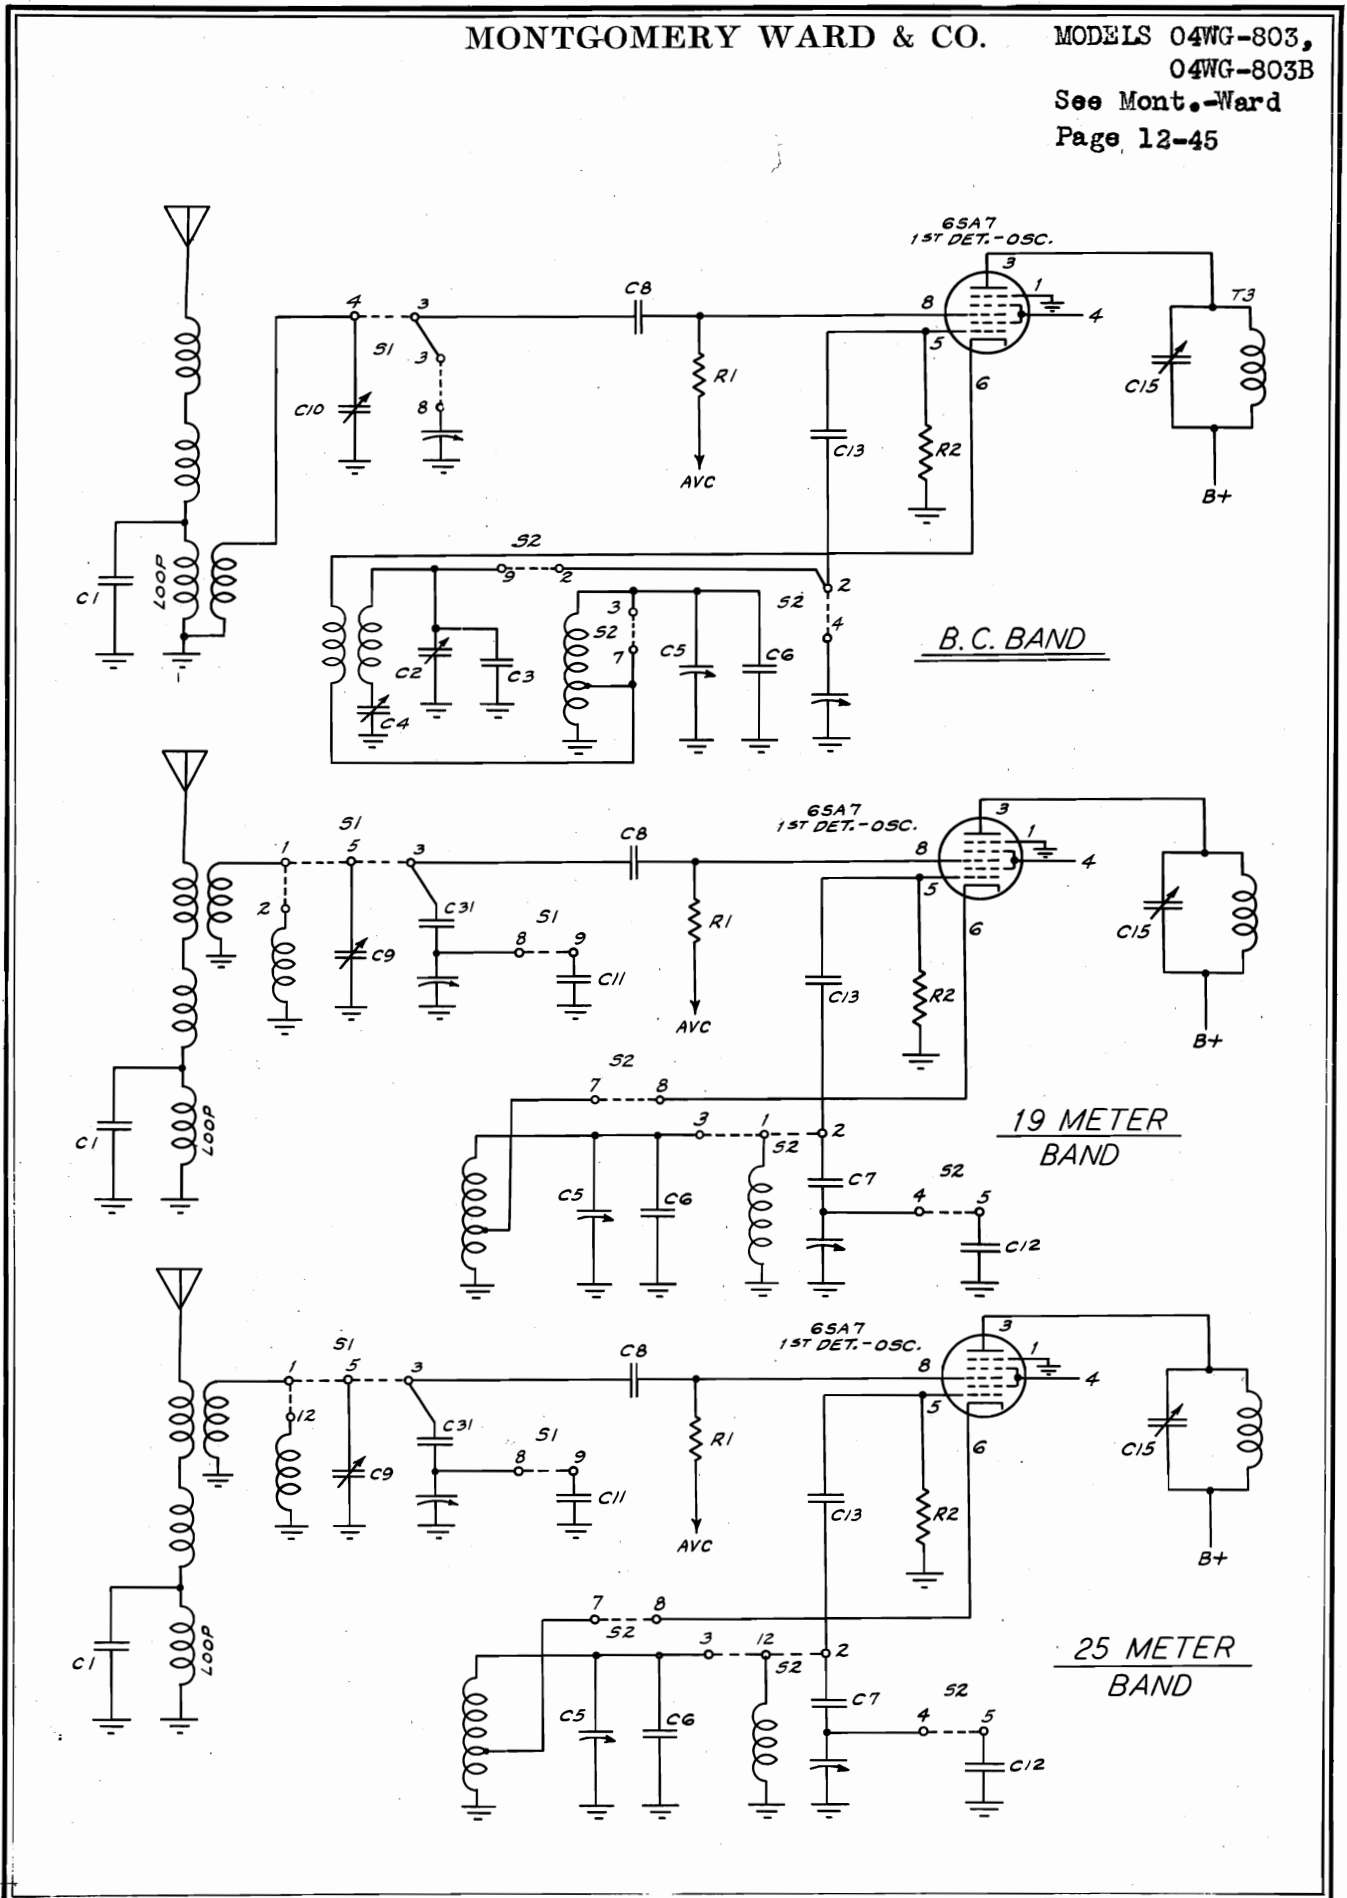 MONTGOMERY WARD & CO.
MODELS 04WG-803,
04WG-803B
See Mont.-Ward
Page 12-45
6SA7
1ST DET.-OSC.
3
1
8
4
5
6
T3
C15
B+
4
3
S1
3
8
C10
C8
R1
AVC
C13
R2
C1
LOOP
S2
9
2
C2
C3
C4
3
S2
7
C5
C6
S2
2
4
B.C. BAND
6SA7
1ST DET.-OSC.
3
1
8
4
5
6
C15
B+
S1
1
5
3
2
C9
C31
S1
8
9
C11
C8
R1
AVC
C13
R2
C1
LOOP
S2
7
8
3
1
2
S2
C5
C6
C7
S2
4
5
C12
19 METER
BAND
6SA7
1ST DET.-OSC.
3
1
8
4
5
6
C15
B+
S1
1
5
3
12
C9
C31
S1
8
9
C11
C8
R1
AVC
C13
R2
C1
LOOP
7
8
S2
3
12
2
S2
C5
C6
C7
S2
4
5
C12
25 METER
BAND